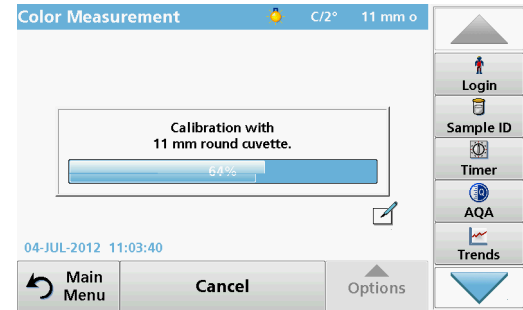 Color Measurement C/2° 11 mm o
Login
Sample ID
Calibration with
11 mm round cuvette.
64%
Timer
AQA
04-JUL-2012 11:03:40
Trends
Main
Menu
Cancel
Options